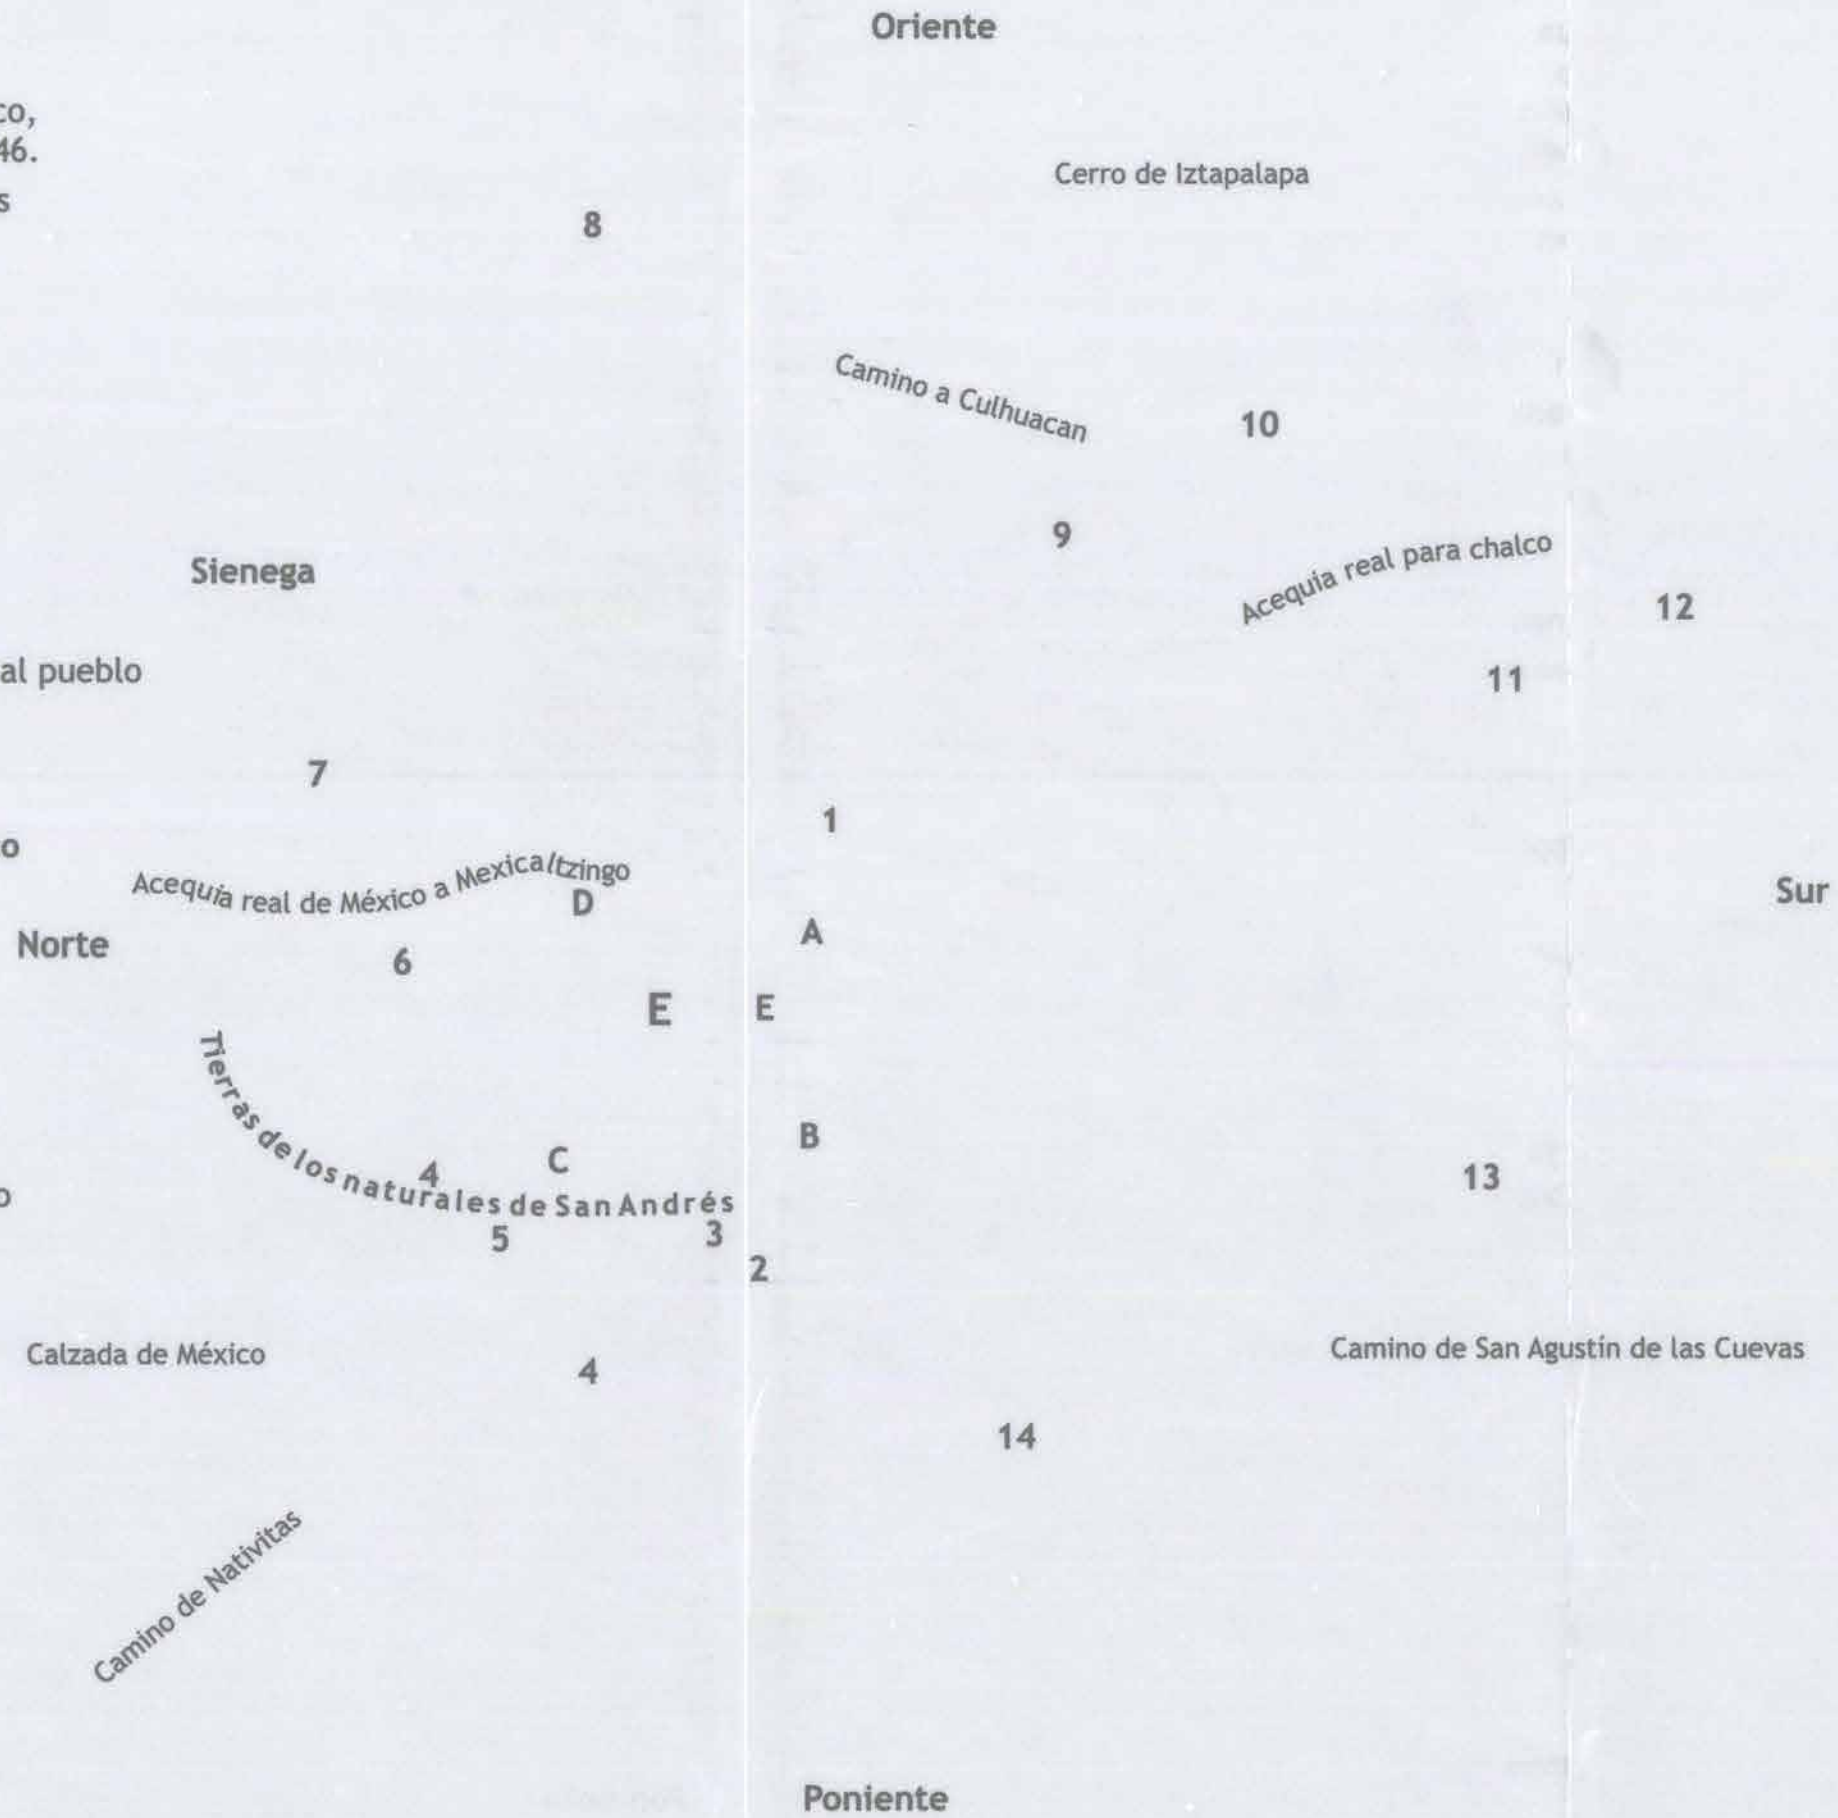 Oriente
co,
46.
Cerro de Iztapalapa
s
8
Camino a Culhuacan
10
9
Acequia real para chalco
Sienega
12
al pueblo
11
7
1
o
Acequia real de México a Mexicaltzingo
D
Sur
A
Norte
6
E
E
Tierras de los naturales de San Andrés
B
C
4
13
o
5
3
2
Calzada de México
Camino de San Agustín de las Cuevas
4
14
Camino de Nativitas
Poniente